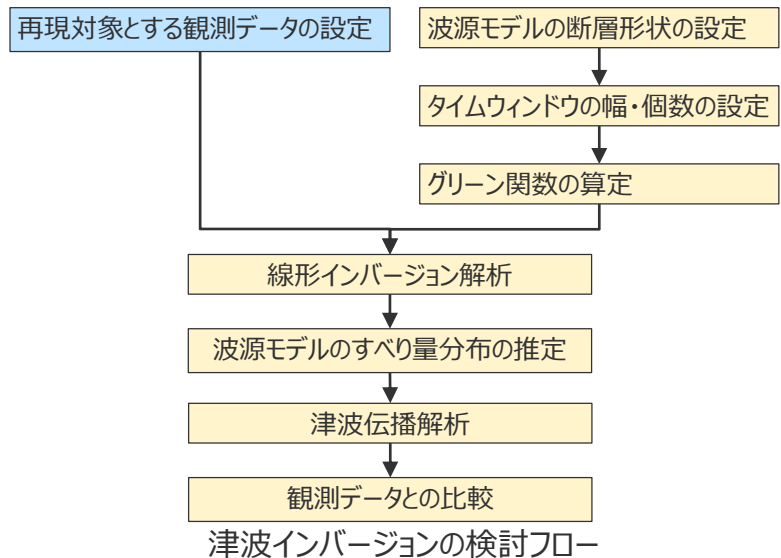 再現対象とする観測データの設定
波源モデルの断層形状の設定
タイムウィンドウの幅・個数の設定
グリーン関数の算定
線形インバージョン解析
波源モデルのすべり量分布の推定
津波伝播解析
観測データとの比較
津波インバージョンの検討フロー